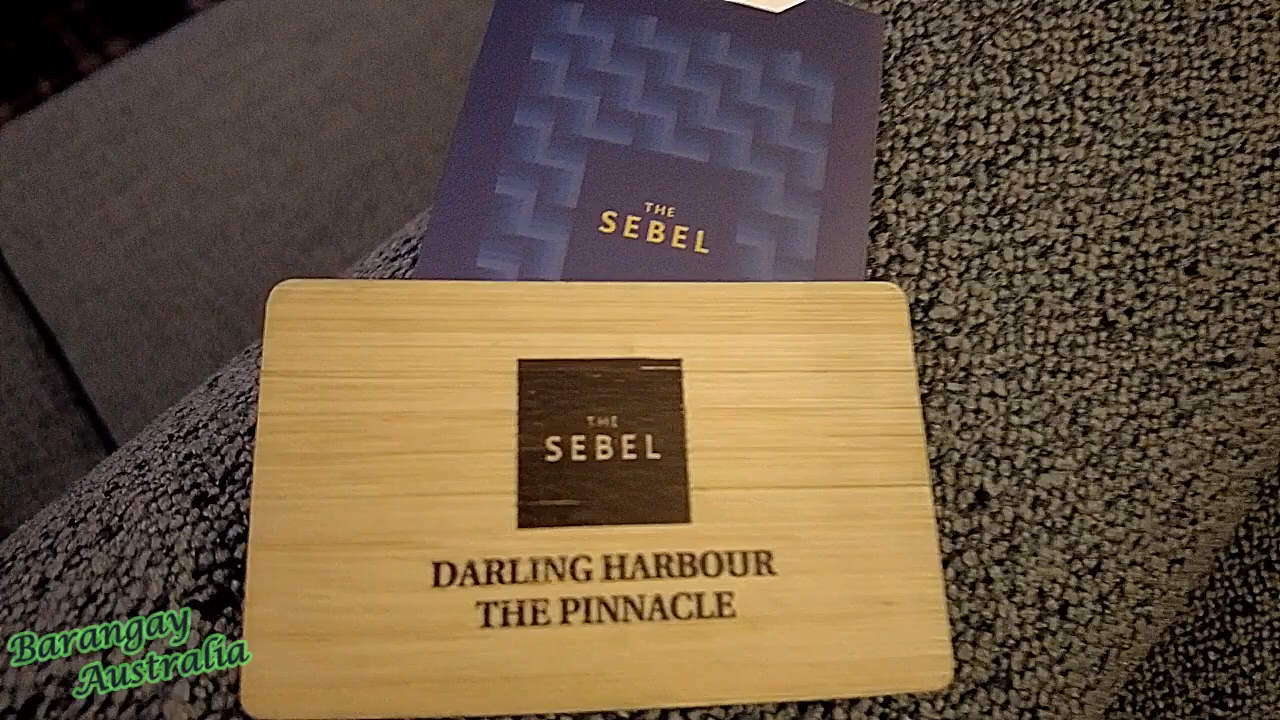 THE
SEBEL
THE
SEBEL
DARLING HARBOUR
THE PINNACLE
Barangay
Australia